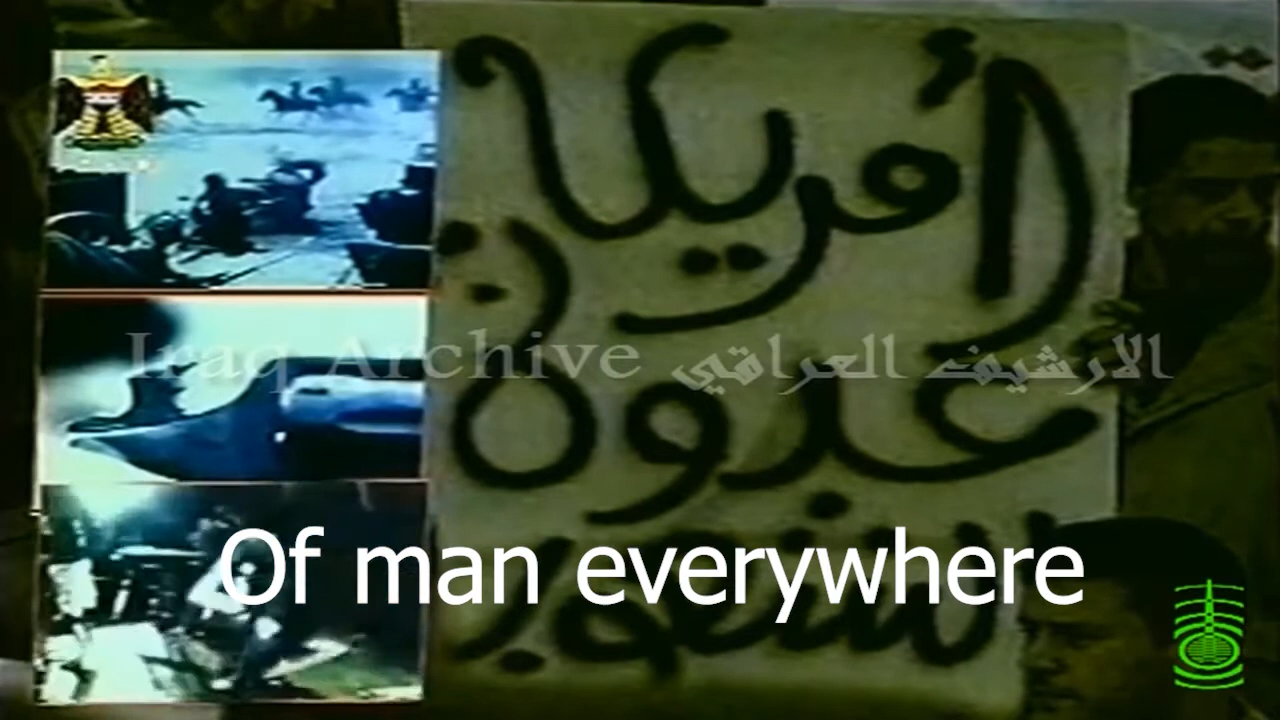 أمريكا
Iraq Archive الارشيف العراقي
عدوة
الشعوب
Of man everywhere